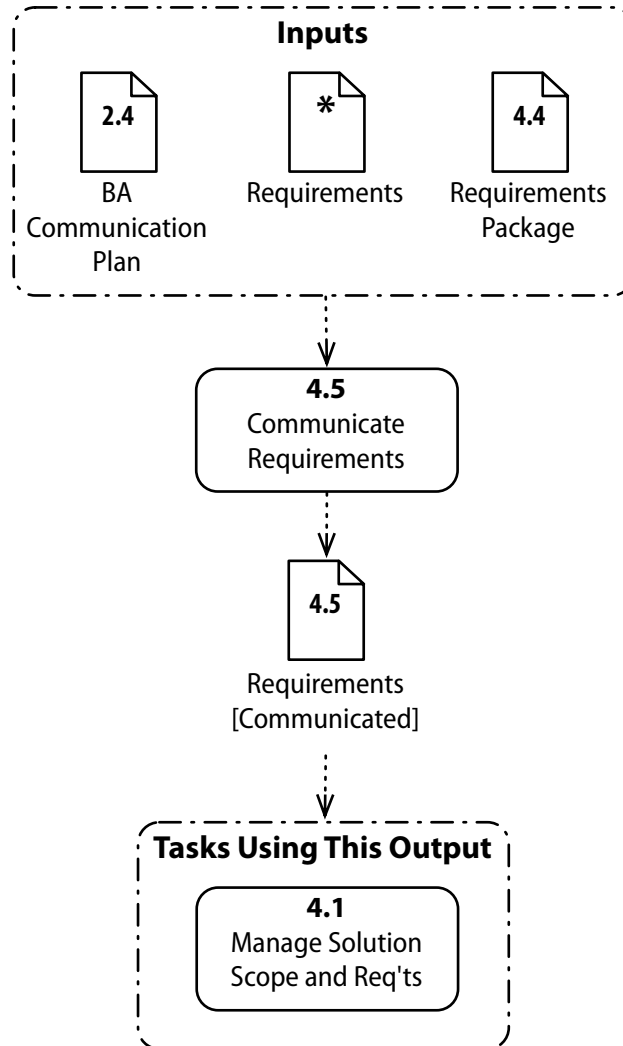 Inputs
2.4
*
4.4
BA
Communication
Plan
Requirements
Requirements
Package
4.5
Communicate
Requirements
4.5
Requirements
[Communicated]
Tasks Using This Output
4.1
Manage Solution
Scope and Req'ts